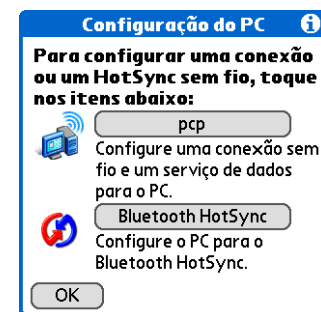 Configuração do PC
Para configurar uma conexão
ou um HotSync sem fio, toque
nos itens abaixo:
pcp
Configure uma conexão sem
fio e um serviço de dados
para o PC.
Bluetooth HotSync
Configure o PC para o
Bluetooth HotSync.
OK